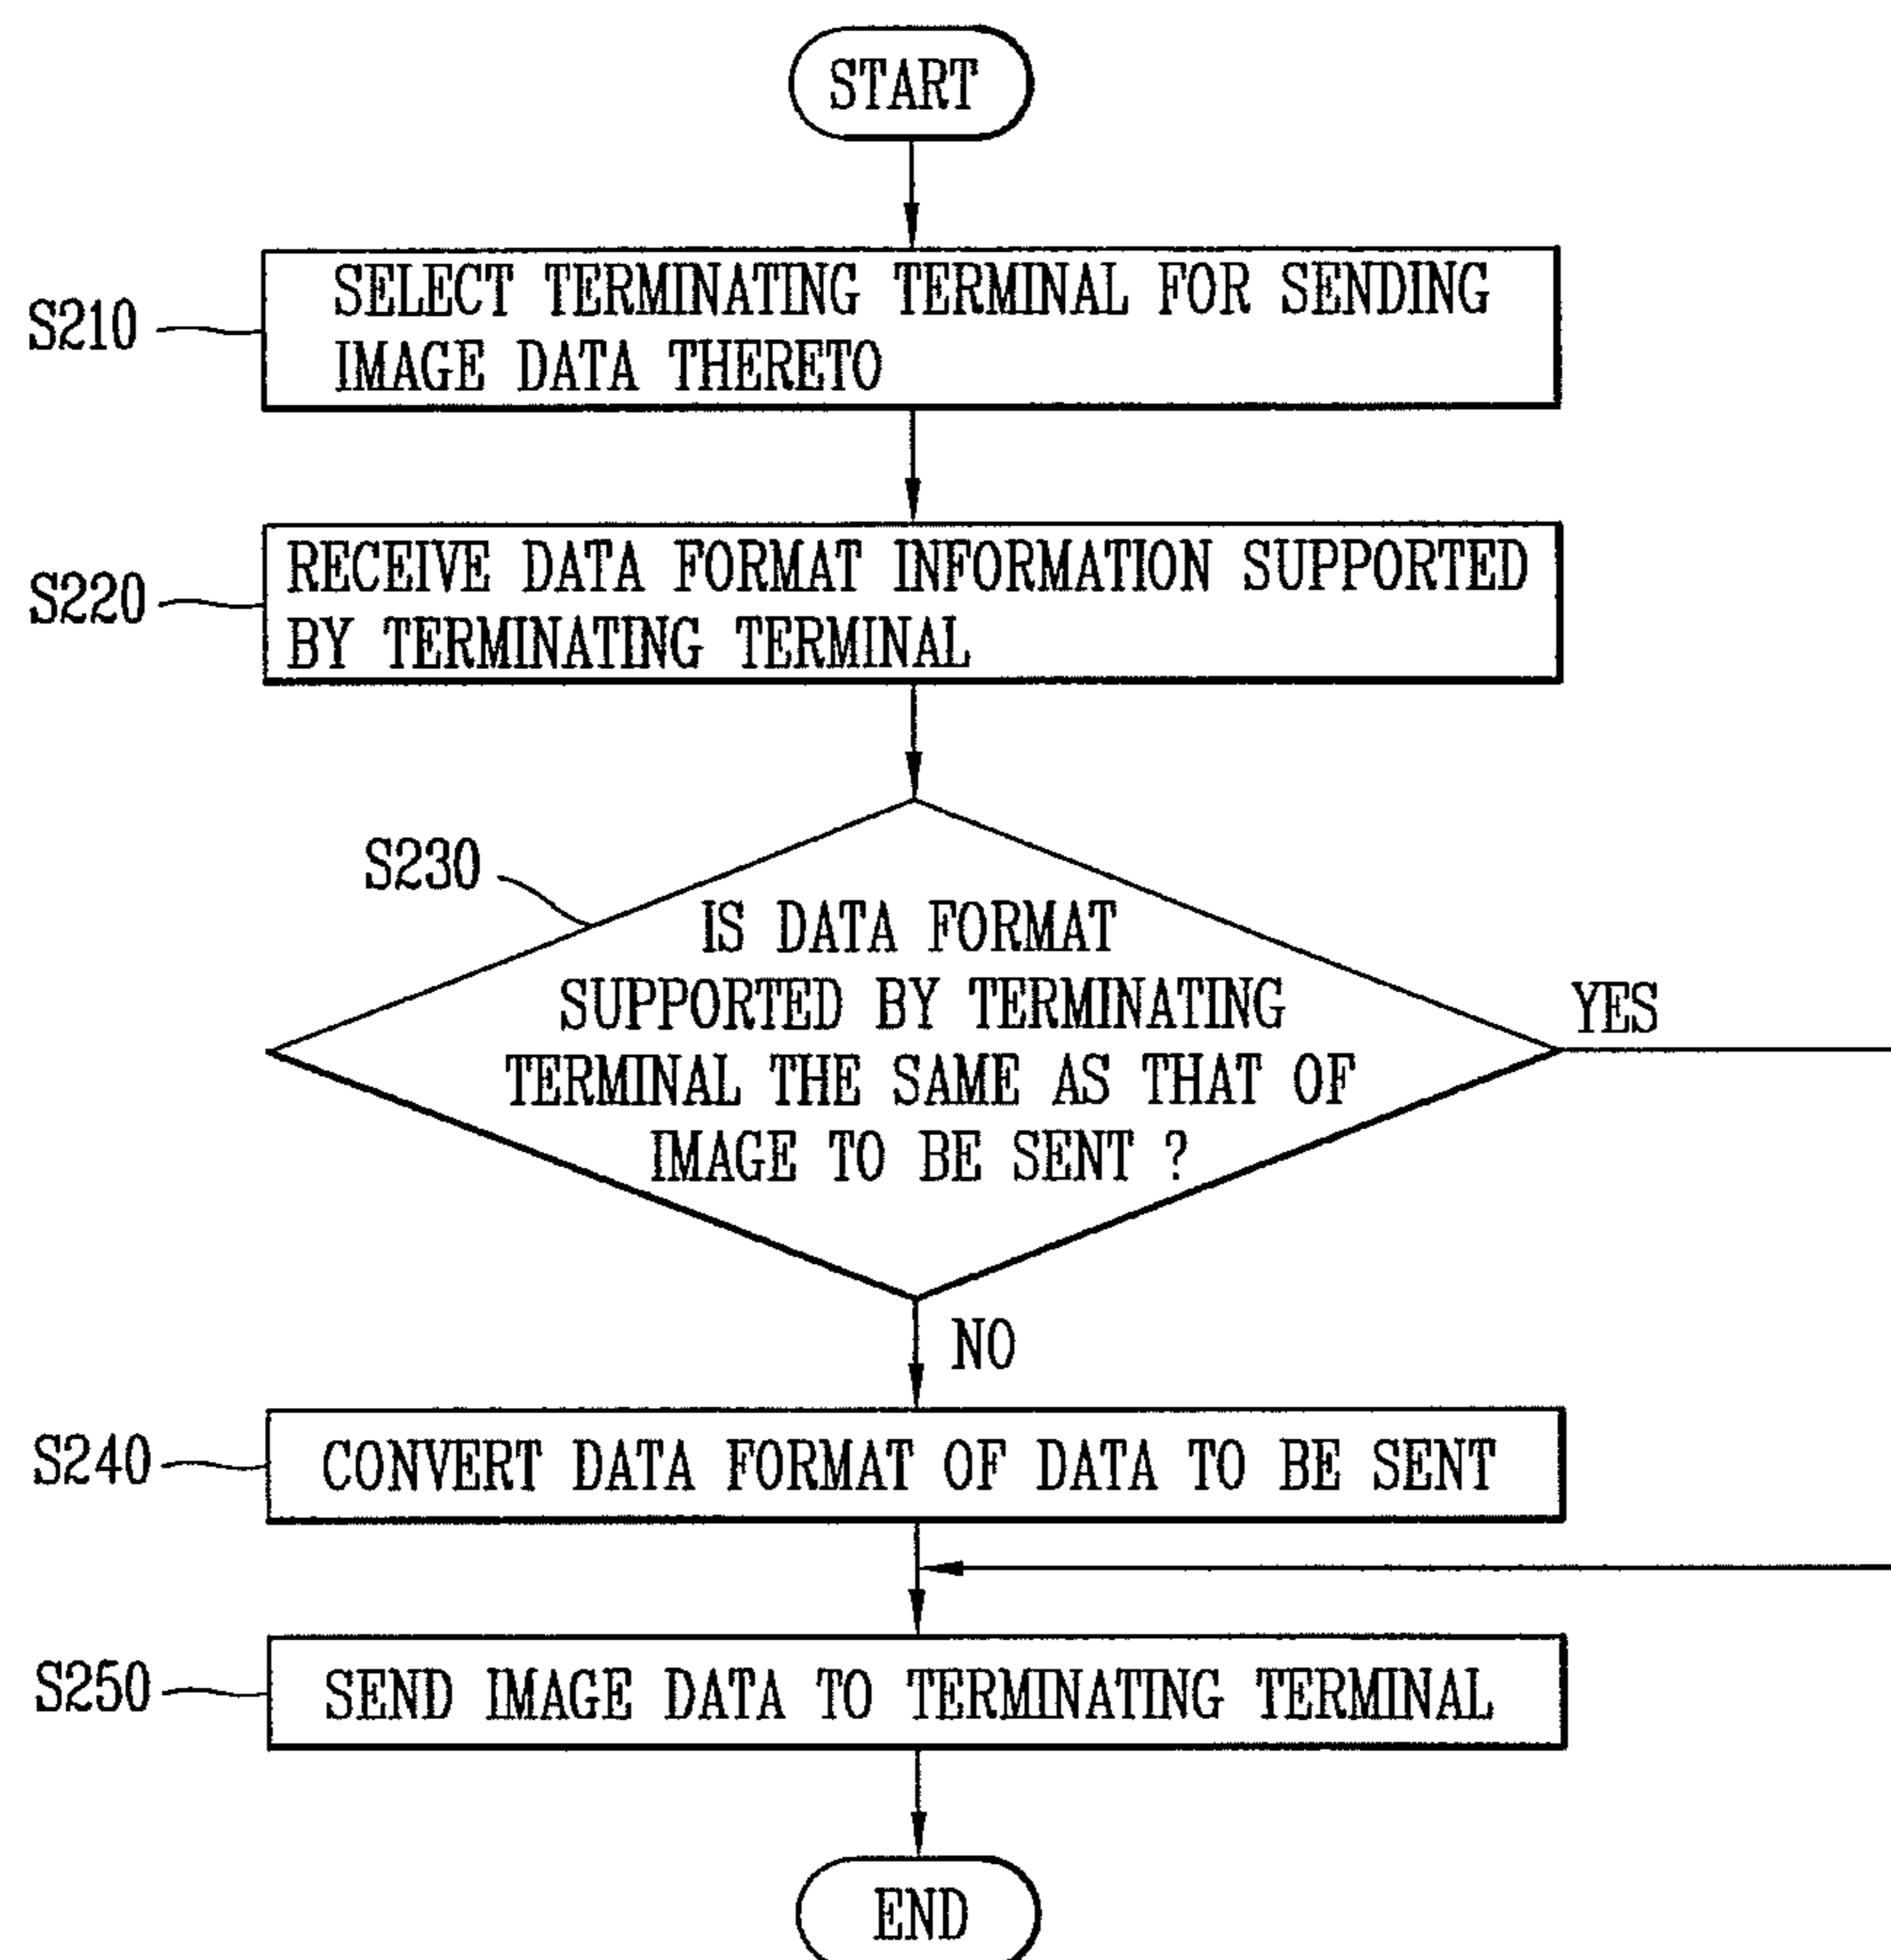 START
S210
SELECT TERMINATING TERMINAL FOR SENDING
IMAGE DATA THERETO
S220
RECEIVE DATA FORMAT INFORMATION SUPPORTED
BY TERMINATING TERMINAL
S230
IS DATA FORMAT
SUPPORTED BY TERMINATING
TERMINAL THE SAME AS THAT OF
IMAGE TO BE SENT ?
YES
NO
S240
CONVERT DATA FORMAT OF DATA TO BE SENT
S250
SEND IMAGE DATA TO TERMINATING TERMINAL
END